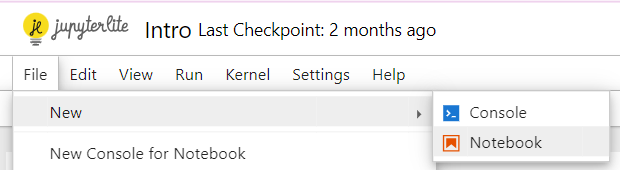 jupyterlite Intro Last Checkpoint: 2 months ago
File Edit View Run Kernel Settings Help
New
Console
Notebook
New Console for Notebook